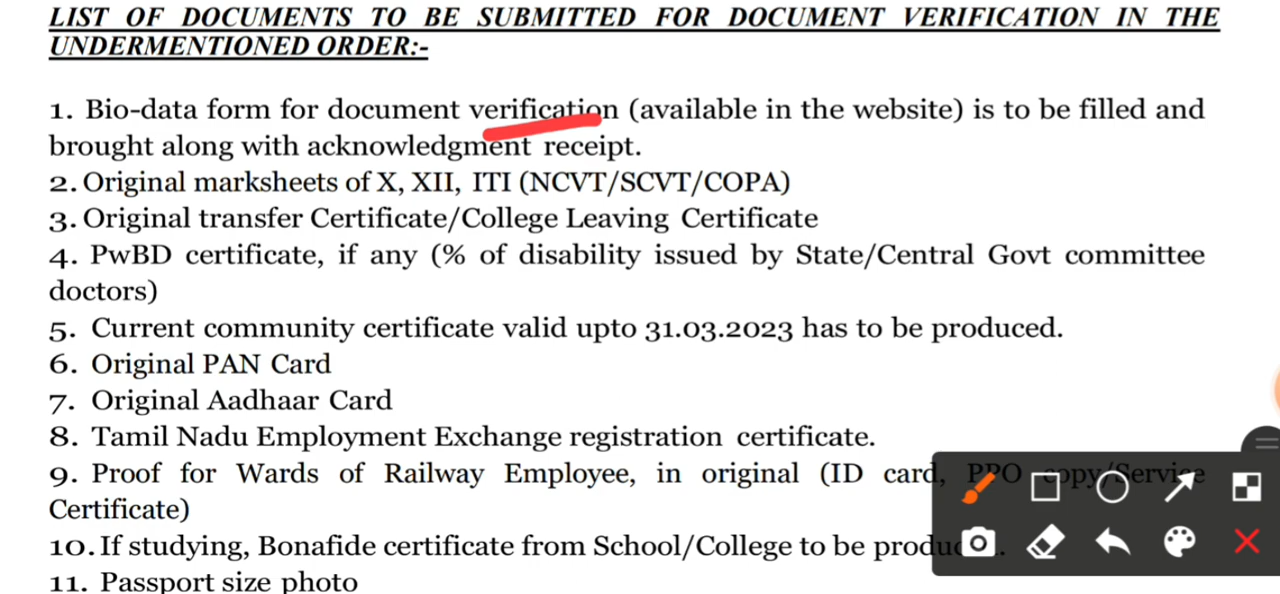 LIST OF DOCUMENTS TO BE SUBMITTED FOR DOCUMENT VERIFICATION IN THE
UNDERMENTIONED ORDER:-
1. Bio-data form for document verification (available in the website) is to be filled and
brought along with acknowledgment receipt.
2. Original marksheets of X, XII, ITI (NCVT/SCVT/COPA)
3. Original transfer Certificate/College Leaving Certificate
4. PwBD certificate, if any (% of disability issued by State/Central Govt committee
doctors)
5. Current community certificate valid upto 31.03.2023 has to be produced.
6. Original PAN Card
7. Original Aadhaar Card
8. Tamil Nadu Employment Exchange registration certificate.
9. Proof for Wards of Railway Employee, in original (ID card, PPO copy/Service
Certificate)
10. If studying, Bonafide certificate from School/College to be
11. Passport size photo